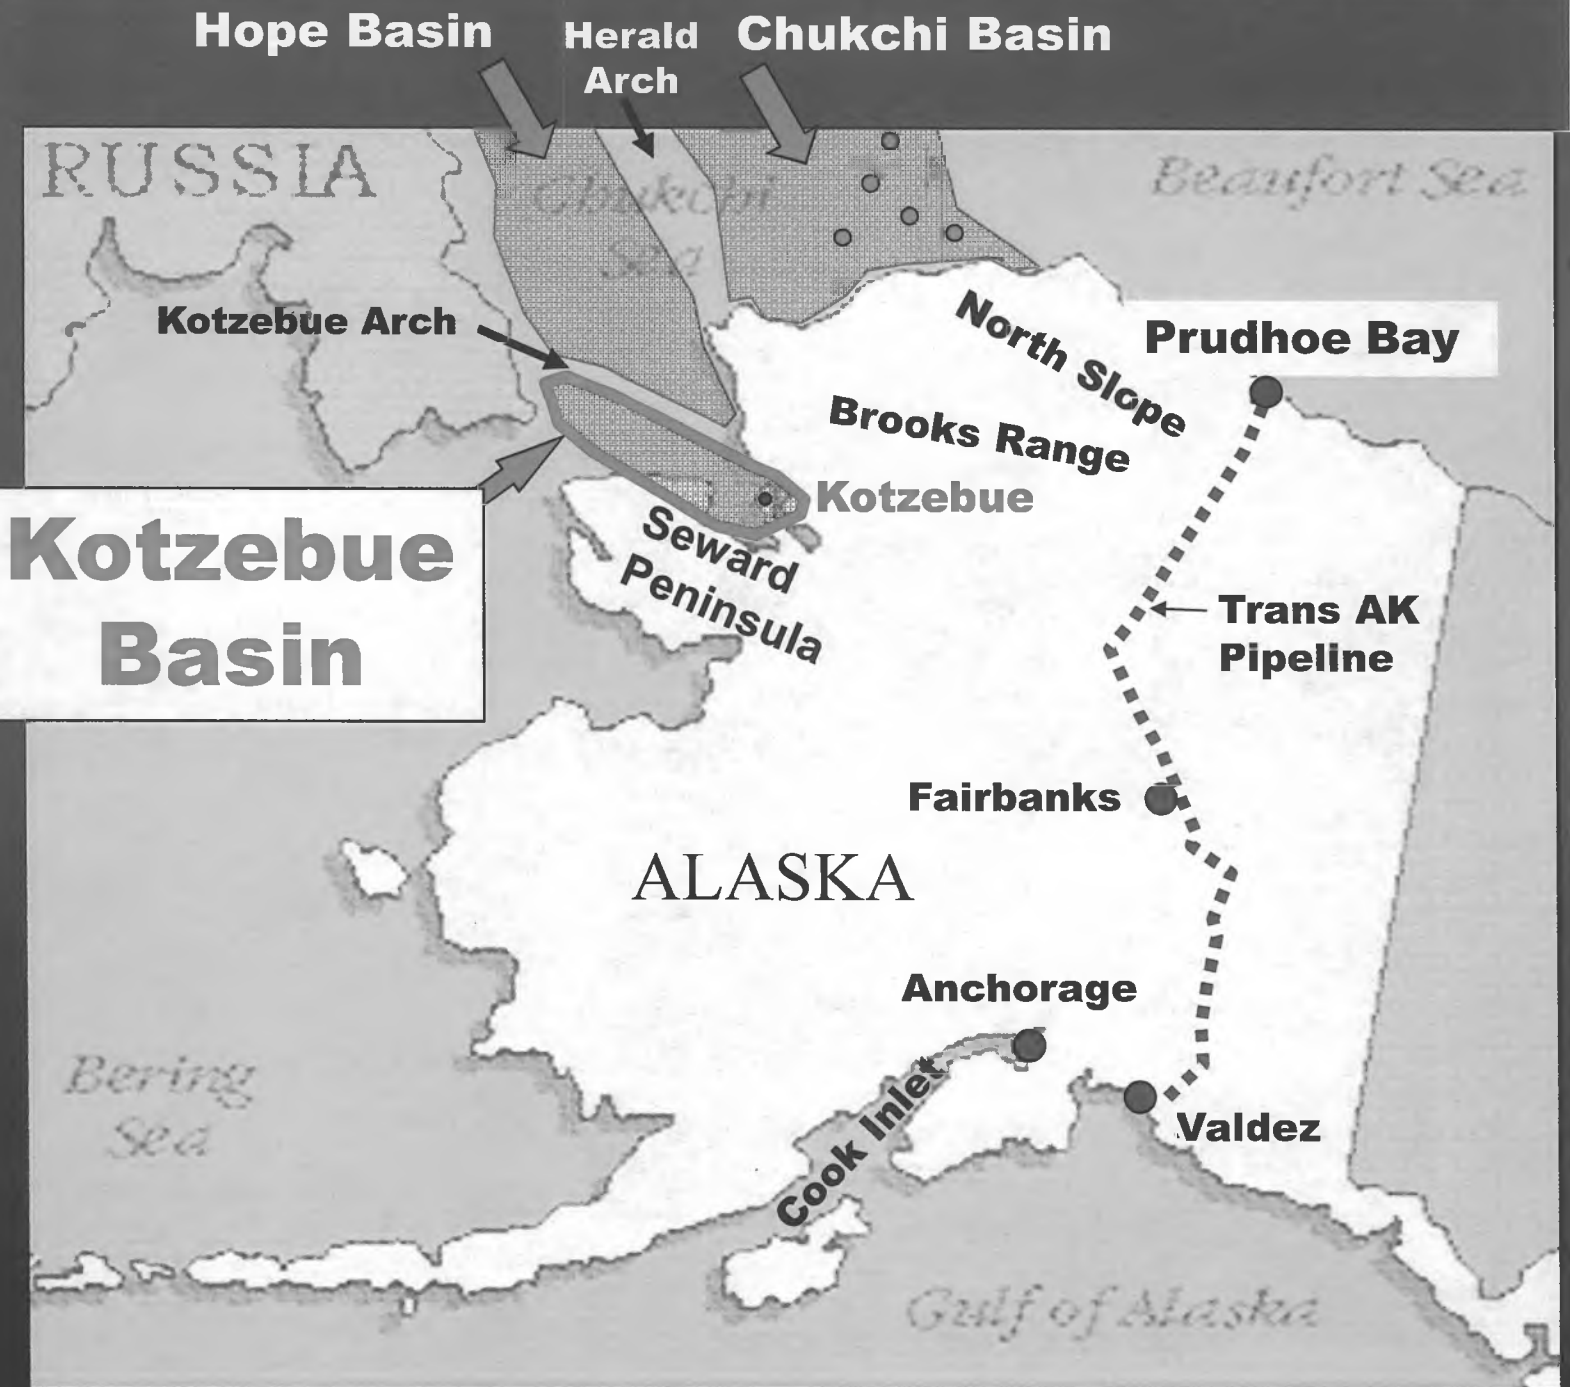 Hope Basin
Herald
Arch
Chukchi Basin
RUSSIA
Chukchi
Sea
Beaufort Sea
Kotzebue Arch
North Slope
Prudhoe Bay
Brooks Range
Kotzebue
Kotzebue
Basin
Seward
Peninsula
Trans AK
Pipeline
Fairbanks
ALASKA
Anchorage
Bering
Sea
Cook Inlet
Valdez
Gulf of Alaska